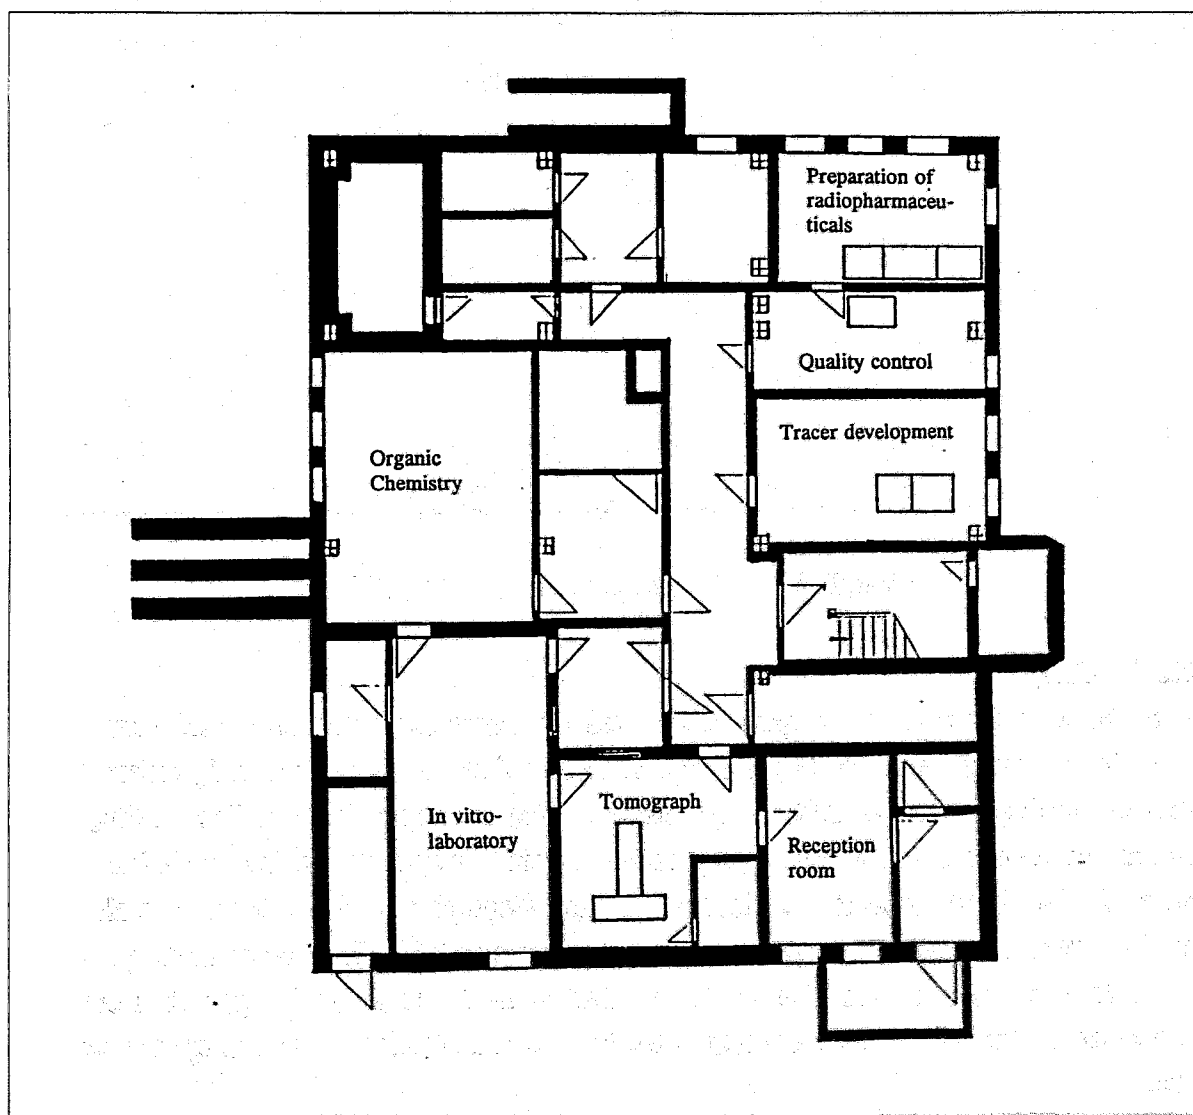 Preparation of
radiopharmaceu-
ticals
Quality control
Tracer development
Organic
Chemistry
Tomograph
In vitro-
laboratory
Reception
room